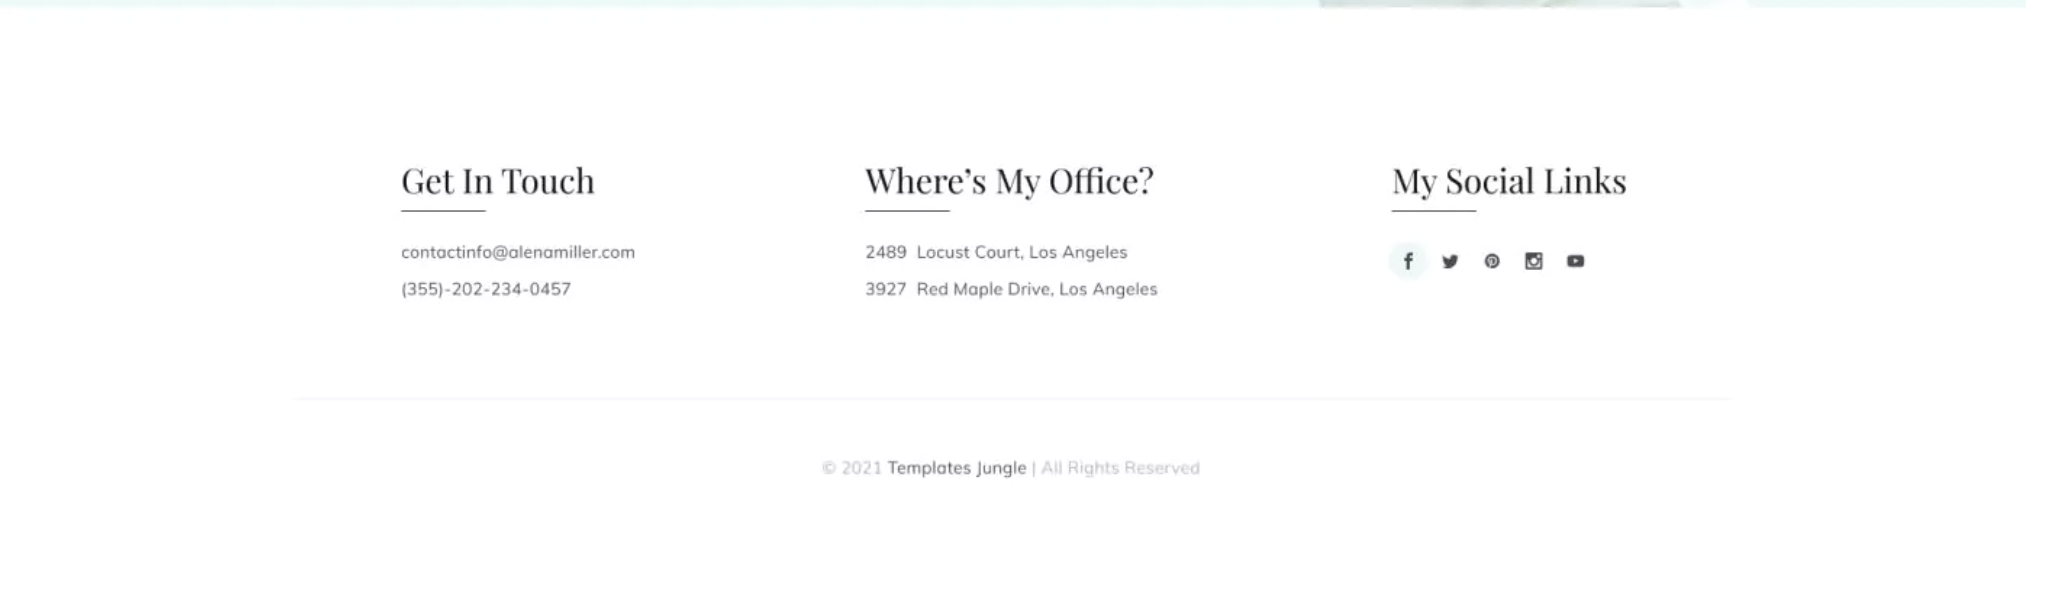 Get In Touch
contactinfo@alenamiller.com
(355)-202-234-0457
Where’s My Office?
2489 Locust Court, Los Angeles
3927 Red Maple Drive, Los Angeles
My Social Links
© 2021 Templates Jungle | All Rights Reserved